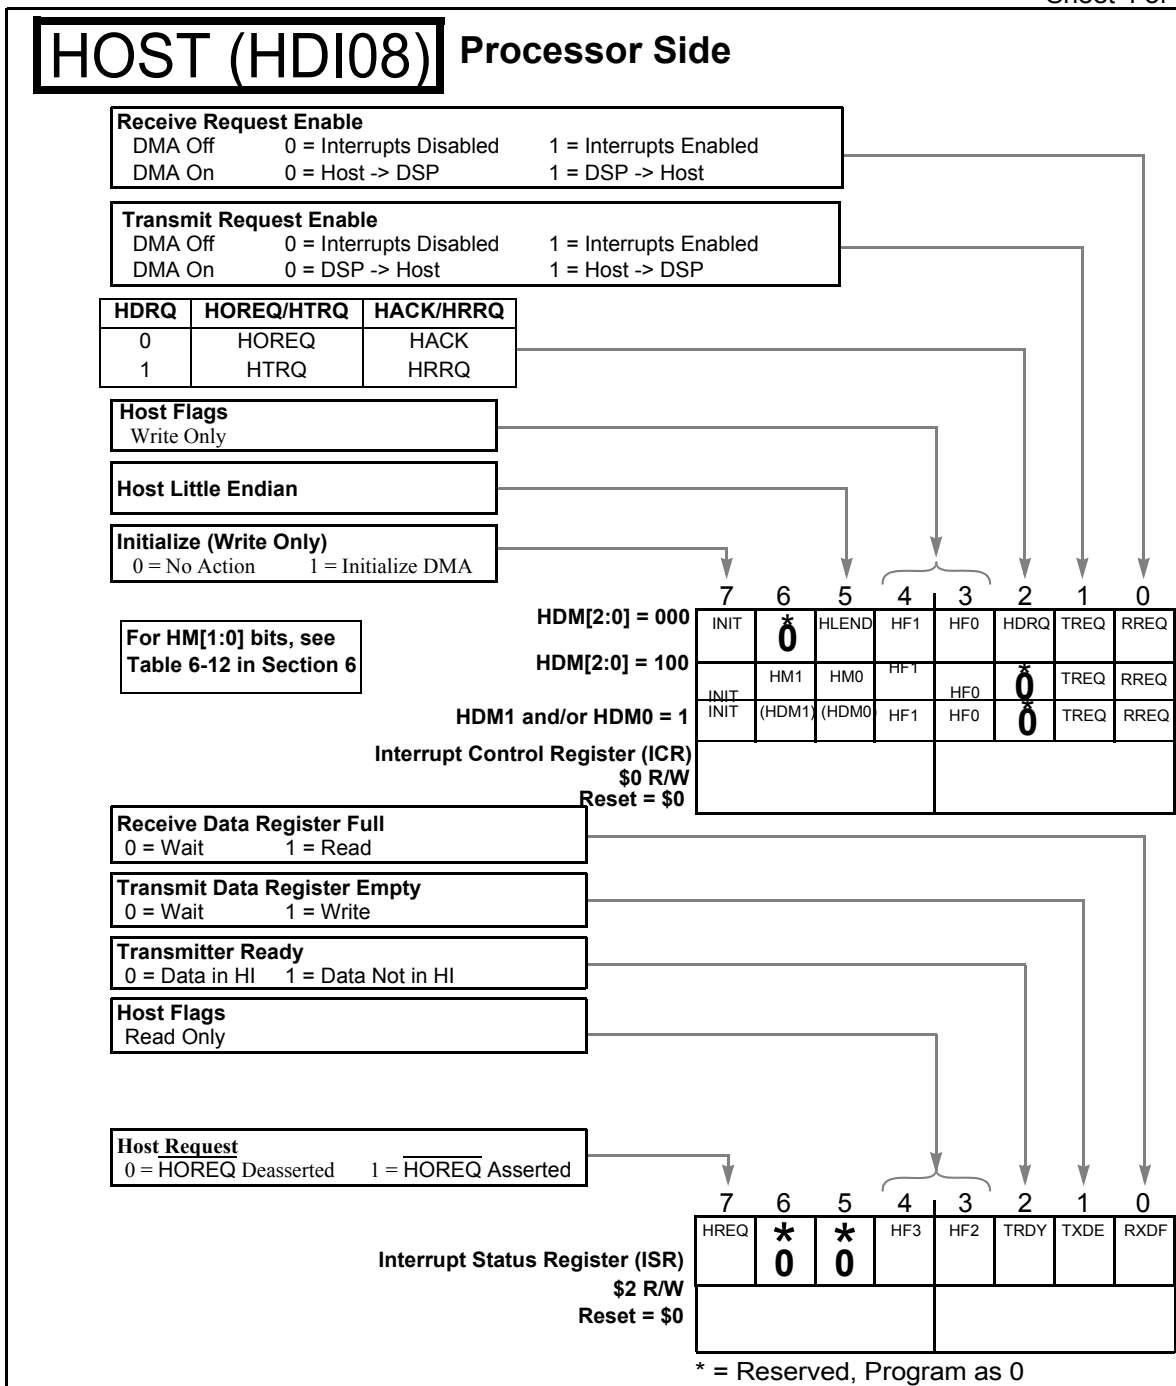 HOST (HDI08) Processor Side
Receive Request Enable
DMA Off 0 = Interrupts Disabled 1 = Interrupts Enabled
DMA On 0 = Host -> DSP 1 = DSP -> Host
Transmit Request Enable
DMA Off 0 = Interrupts Disabled 1 = Interrupts Enabled
DMA On 0 = DSP -> Host 1 = Host -> DSP
HDRQ HOREQ/HTRQ HACK/HRRQ
0 HOREQ HACK
1 HTRQ HRRQ
Host Flags
Write Only
Host Little Endian
Initialize (Write Only)
0 = No Action 1 = Initialize DMA
7 6 5 4 3 2 1 0
For HM[1:0] bits, see
Table 6-12 in Section 6
HDM[2:0] = 000 INIT *0 HLEND HF1 HF0 HDRQ TREQ RREQ
HDM[2:0] = 100 INIT HM1 HM0 HF1 HF0 *0 TREQ RREQ
HDM1 and/or HDM0 = 1 INIT (HDM1) (HDM0) HF1 HF0 *0 TREQ RREQ
Interrupt Control Register (ICR)
$0 R/W
Reset = $0
Receive Data Register Full
0 = Wait 1 = Read
Transmit Data Register Empty
0 = Wait 1 = Write
Transmitter Ready
0 = Data in HI 1 = Data Not in HI
Host Flags
Read Only
Host Request
0 = HOREQ Deasserted 1 = HOREQ Asserted
7 6 5 4 3 2 1 0
HREQ *0 *0 HF3 HF2 TRDY TXDE RXDF
Interrupt Status Register (ISR)
$2 R/W
Reset = $0
* = Reserved, Program as 0